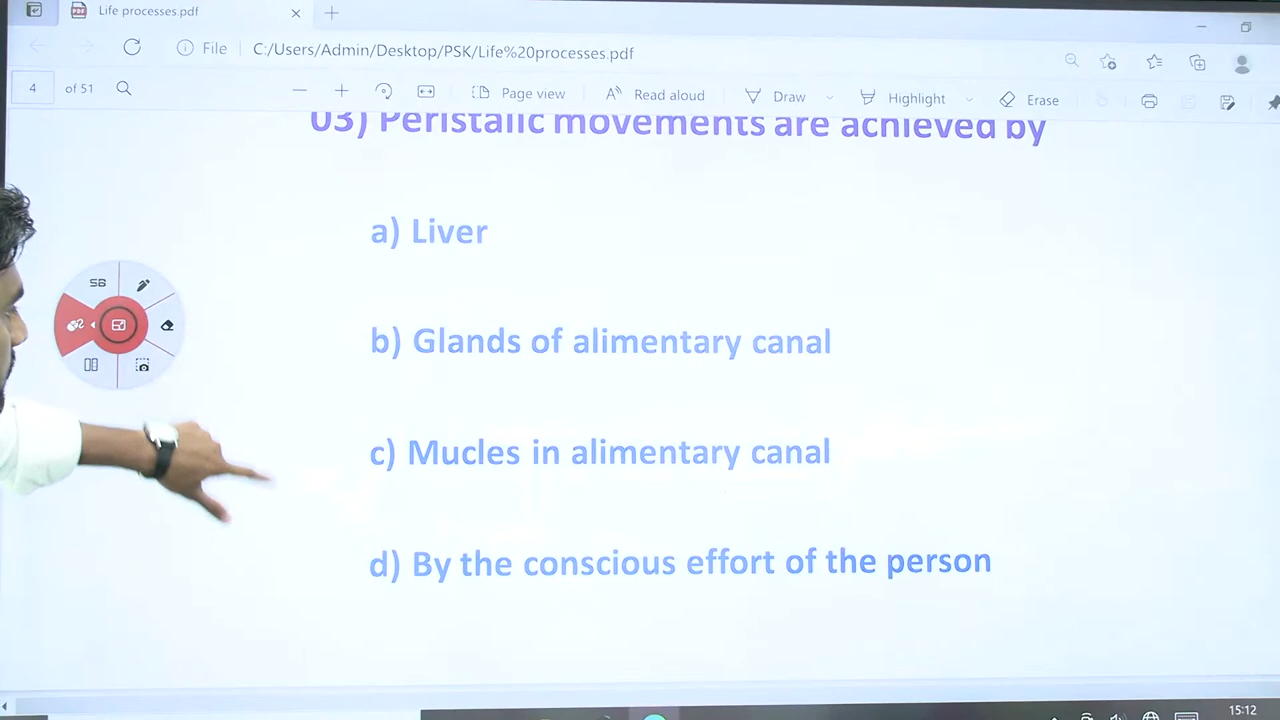 Life processes.pdf
File C:/Users/Admin/Desktop/PSK/Life%20processes.pdf
4 of 51 Page view Read aloud Draw Highlight Erase
03) Peristalic movements are achieved by
a) Liver
SB
b) Glands of alimentary canal
c) Mucles in alimentary canal
d) By the conscious effort of the person
15:12